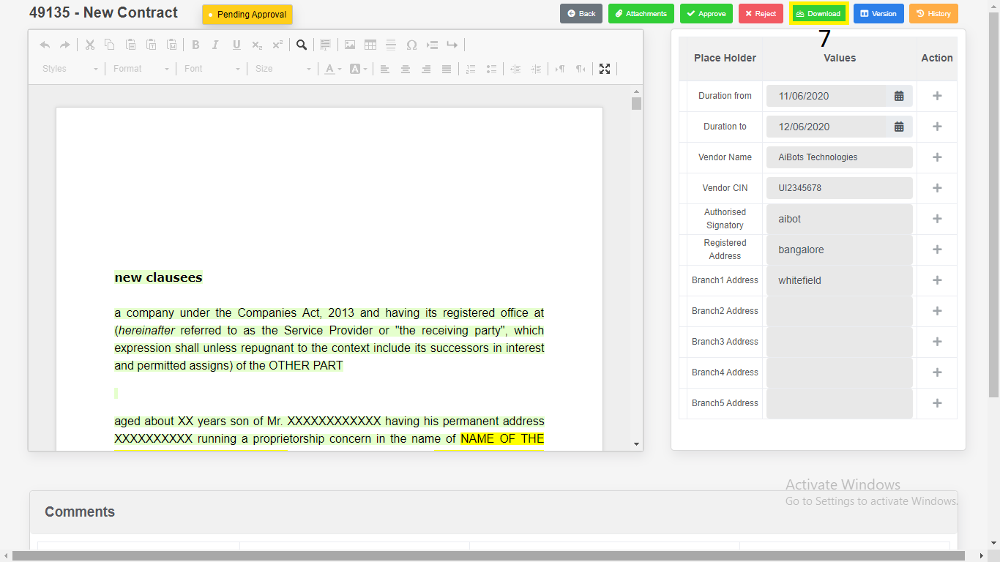 49135 - New Contract
Pending Approval
Back
Attachments
Approve
Reject
Download
Version
History
7
Styles
Format
Font
Size
new clausees
a company under the Companies Act, 2013 and having its registered office at
(hereinafter referred to as the Service Provider or "the receiving party", which
expression shall unless repugnant to the context include its successors in interest
and permitted assigns) of the OTHER PART
aged about XX years son of Mr. XXXXXXXXXXXX having his permanent address
XXXXXXXXXX running a proprietorship concern in the name of NAME OF THE
Place Holder Values Action
Duration from 11/06/2020
Duration to 12/06/2020
Vendor Name AiBots Technologies
Vendor CIN UI2345678
Authorised
Signatory aibot
Registered
Address bangalore
Branch1 Address whitefield
Branch2 Address
Branch3 Address
Branch4 Address
Branch5 Address
Activate Windows
Go to Settings to activate Windows.
Comments